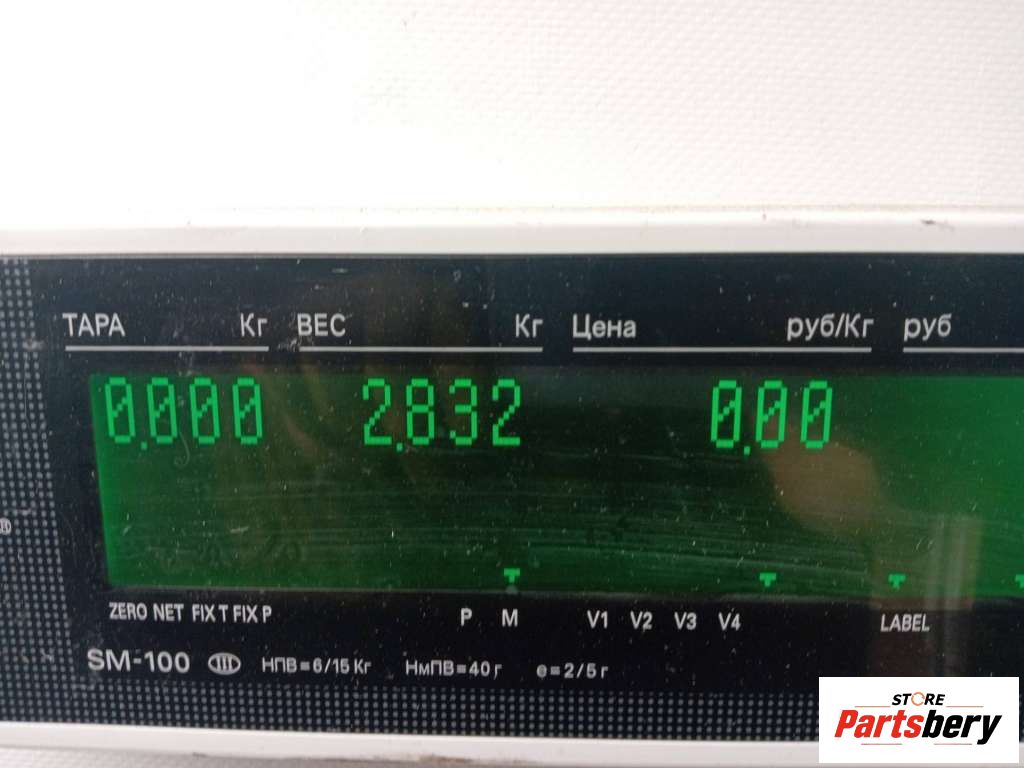 ТАРА Кг ВЕС Кг Цена руб/Кг руб
0.000 2.832 0.00
®
ZERO NET FIX T FIX P P M V1 V2 V3 V4 LABEL
SM-100 III НПВ=6/15 Кг НмПВ=40 г e=2/5 г
STORE
Partsbery